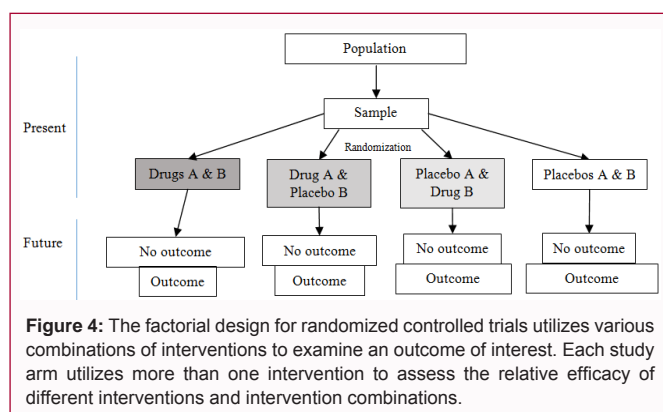 Population
Present
Sample
Randomization
Drugs A & B
Drug A &
Placebo B
Placebo A &
Drug B
Placebos A & B
Future
No outcome
No outcome
No outcome
No outcome
Outcome
Outcome
Outcome
Outcome
Figure 4: The factorial design for randomized controlled trials utilizes various
combinations of interventions to examine an outcome of interest. Each study
arm utilizes more than one intervention to assess the relative efficacy of
different interventions and intervention combinations.